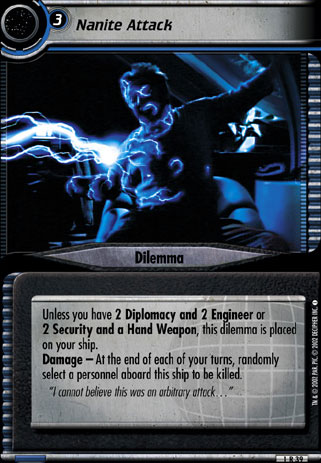 3 Nanite Attack
Dilemma
Unless you have 2 Diplomacy and 2 Engineer or
2 Security and a Hand Weapon, this dilemma is placed
on your ship.
Damage – At the end of each of your turns, randomly
select a personnel aboard this ship to be killed.
"I cannot believe this was an arbitrary attack..."
TM & © 2002 PAR. PIC. © 2002 DECIPHER INC.
1 R 39